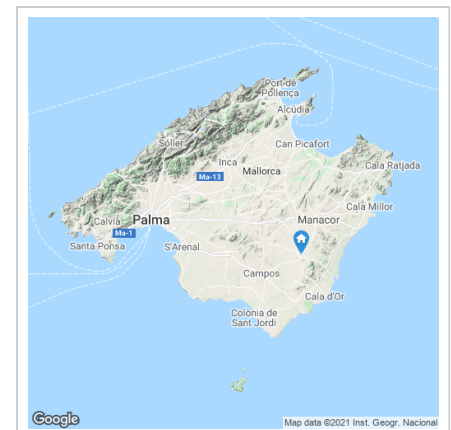 Port de
Pollença
Alcúdia
Sóller
Can Picafort
Inca
Mallorca
Cala Ratjada
Ma-13
Cala Millor
Calvià
Palma
Manacor
Ma-1
Santa Ponsa
S'Arenal
Campos
Cala d'Or
Colònia de
Sant Jordi
Google
Map data ©2021 Inst. Geogr. Nacional